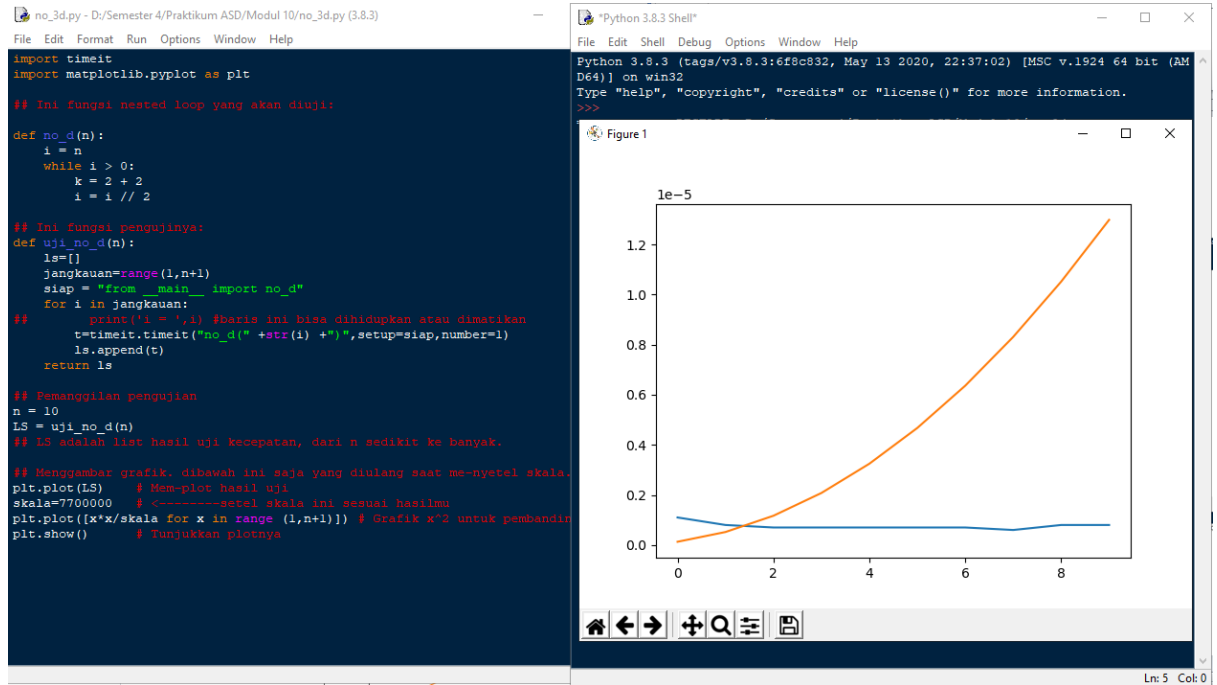 no_3d.py - D:/Semester 4/Praktikum ASD/Modul 10/no_3d.py (3.8.3)
File Edit Format Run Options Window Help
import timeit
import matplotlib.pyplot as plt
## Ini fungsi nested loop yang akan diuji:
def no_d(n):
    i = n
    while i > 0:
        k = 2 + 2
        i = i // 2
## Ini fungsi pengujinya:
def uji_no_d(n):
    ls=[]
    jangkauan=range(1,n+1)
    siap = "from __main__ import no_d"
    for i in jangkauan:
##        print('i = ',i) #baris ini bisa dihidupkan atau dimatikan
        t=timeit.timeit("no_d(" +str(i) +")",setup=siap,number=1)
        ls.append(t)
    return ls
## Pemanggilan pengujian
n = 10
LS = uji_no_d(n)
## LS adalah list hasil uji kecepatan, dari n sedikit ke banyak.
## Menggambar grafik. dibawah ini saja yang diulang saat me-nyetel skala.
plt.plot(LS)    # Mem-plot hasil uji
skala=7700000   # <--------setel skala ini sesuai hasilmu
plt.plot([x*x/skala for x in range (1,n+1)]) # Grafik x^2 untuk pembandin
plt.show()      # Tunjukkan plotnya
*Python 3.8.3 Shell*
File Edit Shell Debug Options Window Help
Python 3.8.3 (tags/v3.8.3:6f8c832, May 13 2020, 22:37:02) [MSC v.1924 64 bit (AM
D64)] on win32
Type "help", "copyright", "credits" or "license()" for more information.
>>>
Figure 1
1e-5
1.2
1.0
0.8
0.6
0.4
0.2
0.0
0 2 4 6 8
Ln: 5 Col: 0